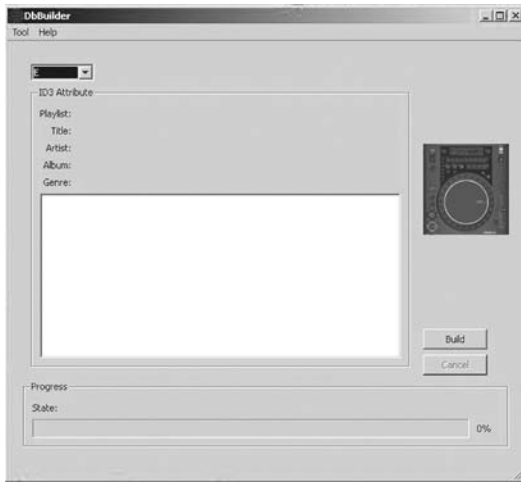 DbBuilder
Tool Help
E
ID3 Attribute
Playlist:
Title:
Artist:
Album:
Genre:
Build
Cancel
Progress
State:
0%